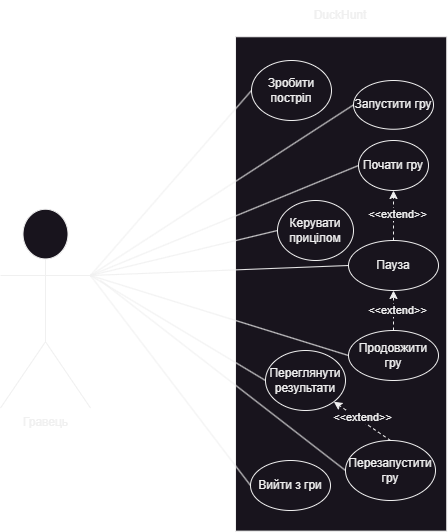 DuckHunt
Зробити
постріл
Запустити гру
Почати гру
<<extend>>
Керувати
прицілом
Пауза
<<extend>>
Продовжити
гру
Переглянути
результати
<<extend>>
Гравець
Перезапустити
гру
Вийти з гри